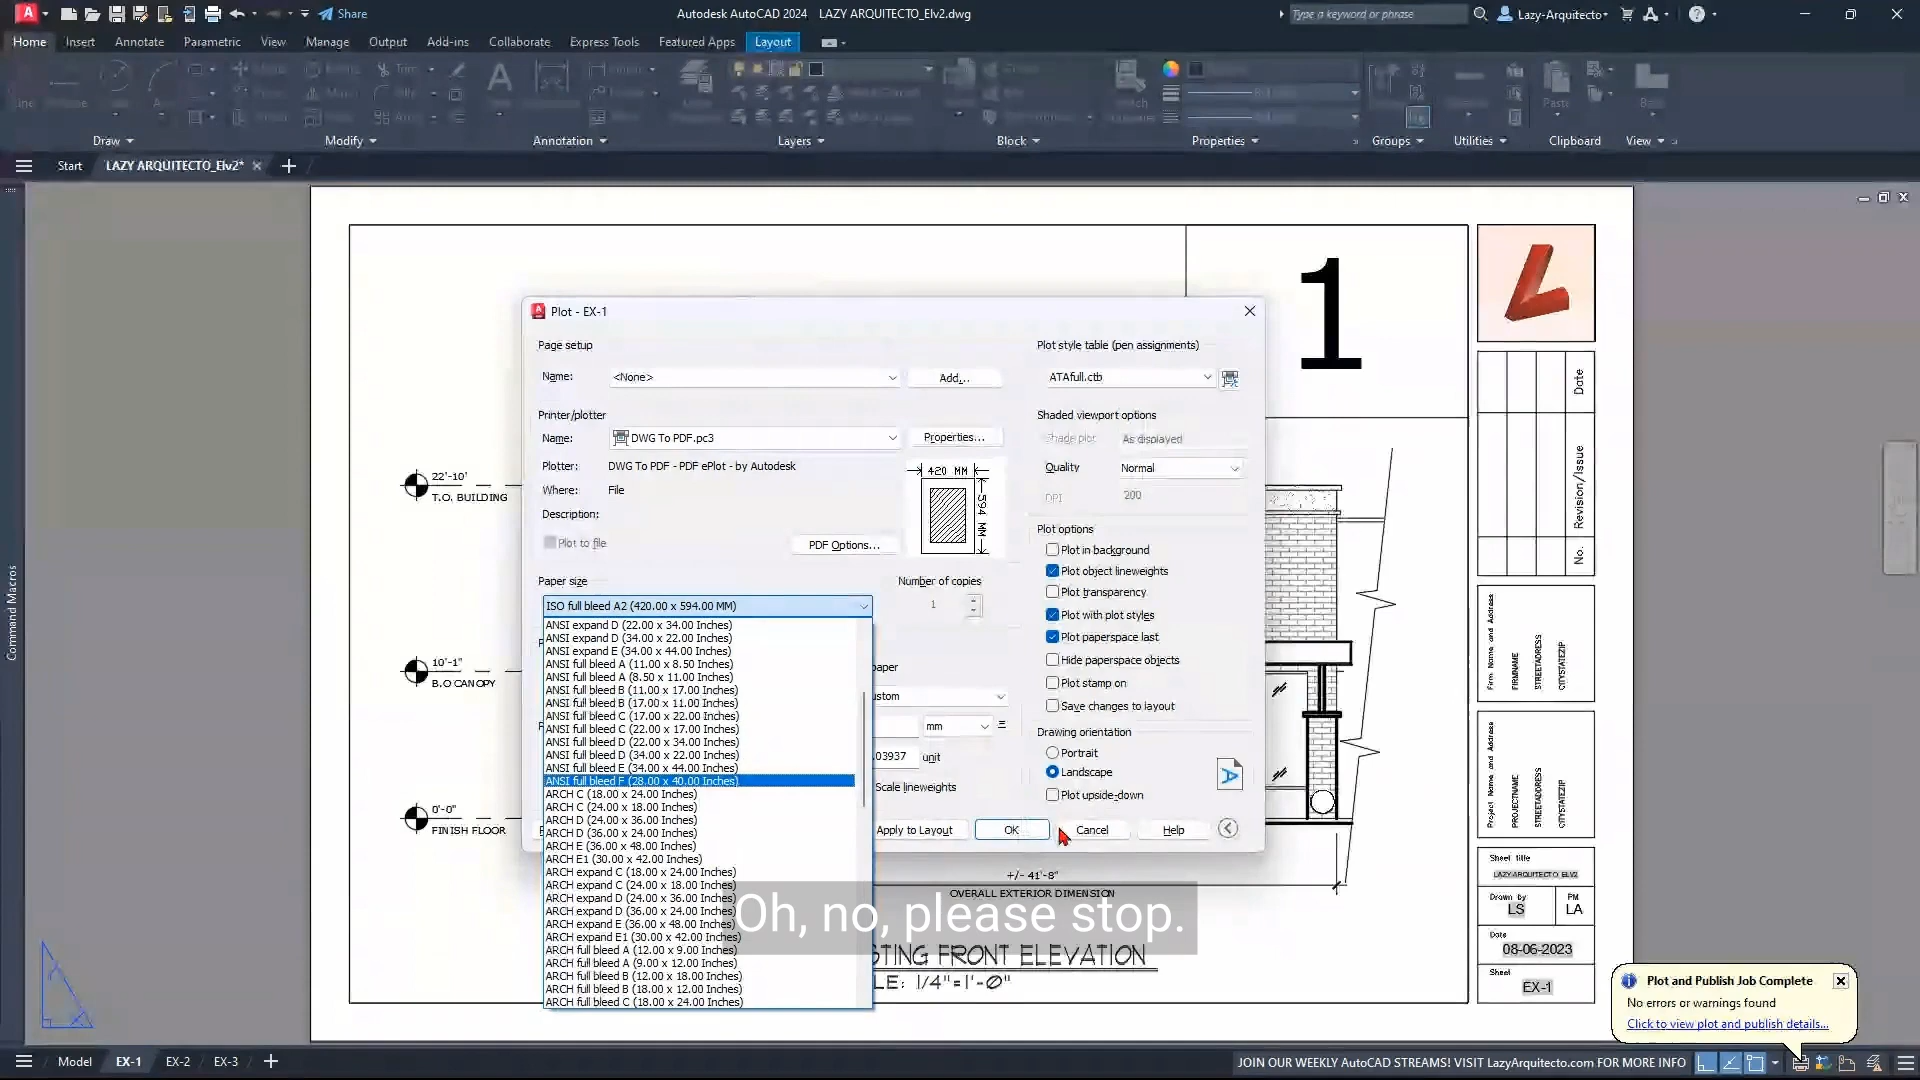 Share
Autodesk AutoCAD 2024 LAZY ARQUITECTO_Elv2.dwg
Type a keyword or phrase
Lazy-Arquitecto
Home Insert Annotate Parametric View Manage Output Add-ins Collaborate Express Tools Featured Apps Layout
Draw Modify Annotation Layers Block Properties Groups Utilities Clipboard View
Start LAZY ARQUITECTO_Elv2*
Command Macros
22'-10'
T.O. BUILDING
10'-1"
B.O CANOPY
0'-0"
FINISH FLOOR
1
Plot - EX-1
Page setup
Name: <None> Add...
Printer/plotter
Name: DWG To PDF.pc3 Properties...
Plotter: DWG To PDF - PDF ePlot - by Autodesk
Where: File
Description:
Plot to file
PDF Options...
420 MM
594 MM
Paper size
Number of copies
ISO full bleed A2 (420.00 x 594.00 MM)
1
ANSI expand D (22.00 x 34.00 Inches)
ANSI expand D (34.00 x 22.00 Inches)
ANSI expand E (34.00 x 44.00 Inches)
ANSI full bleed A (11.00 x 8.50 Inches)
ANSI full bleed A (8.50 x 11.00 Inches)
ANSI full bleed B (11.00 x 17.00 Inches)
ANSI full bleed B (17.00 x 11.00 Inches)
ANSI full bleed C (17.00 x 22.00 Inches)
ANSI full bleed C (22.00 x 17.00 Inches)
ANSI full bleed D (22.00 x 34.00 Inches)
ANSI full bleed D (34.00 x 22.00 Inches)
ANSI full bleed E (34.00 x 44.00 Inches)
ANSI full bleed F (28.00 x 40.00 Inches)
ARCH C (18.00 x 24.00 Inches)
ARCH C (24.00 x 18.00 Inches)
ARCH D (24.00 x 36.00 Inches)
ARCH D (36.00 x 24.00 Inches)
ARCH E (36.00 x 48.00 Inches)
ARCH E1 (30.00 x 42.00 Inches)
ARCH expand C (18.00 x 24.00 Inches)
ARCH expand C (24.00 x 18.00 Inches)
ARCH expand D (24.00 x 36.00 Inches)
ARCH expand D (36.00 x 24.00 Inches)
ARCH expand E (36.00 x 48.00 Inches)
ARCH expand E1 (30.00 x 42.00 Inches)
ARCH full bleed A (12.00 x 9.00 Inches)
ARCH full bleed A (9.00 x 12.00 Inches)
ARCH full bleed B (12.00 x 18.00 Inches)
ARCH full bleed B (18.00 x 12.00 Inches)
ARCH full bleed C (18.00 x 24.00 Inches)
mm
.03937 unit
Scale lineweights
Apply to Layout OK Cancel Help
Plot style table (pen assignments)
ATAfull.ctb
Shaded viewport options
Shade plot As displayed
Quality Normal
DPI 200
Plot options
Plot in background
Plot object lineweights
Plot transparency
Plot with plot styles
Plot paperspace last
Hide paperspace objects
Plot stamp on
Save changes to layout
Drawing orientation
Portrait
Landscape
Plot upside-down
A
+/- 41'-8"
OVERALL EXTERIOR DIMENSION
Oh, no, please stop.
STING FRONT ELEVATION
LE: 1/4"=1'-0"
Date
Revision/Issue
No.
Firm Name and Address
FIRMNAME
STREETADRESS
CITYSTATEZIP
Project Name and Address
PROJECTNAME
STREETADDRESS
CITYSTATEZIP
Sheet title
LAZY ARQUITECTO_ELV2
Drawn by PM
LS LA
Date
08-06-2023
Sheet
EX-1
Plot and Publish Job Complete
No errors or warnings found
Click to view plot and publish details...
Model EX-1 EX-2 EX-3
JOIN OUR WEEKLY AutoCAD STREAMS! VISIT LazyArquitecto.com FOR MORE INFO